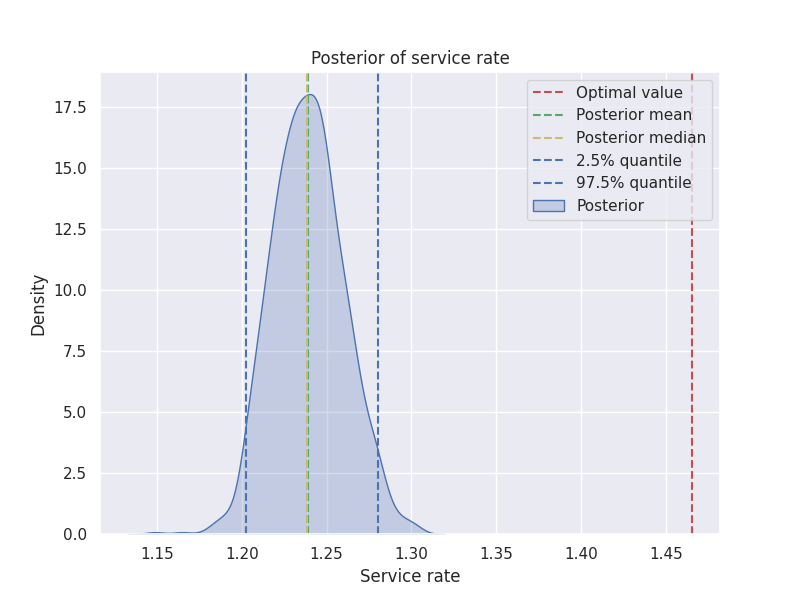 Posterior of service rate
Optimal value
Posterior mean
Posterior median
2.5% quantile
97.5% quantile
Posterior
17.5
15.0
12.5
10.0
7.5
5.0
2.5
0.0
Density
1.15 1.20 1.25 1.30 1.35 1.40 1.45
Service rate